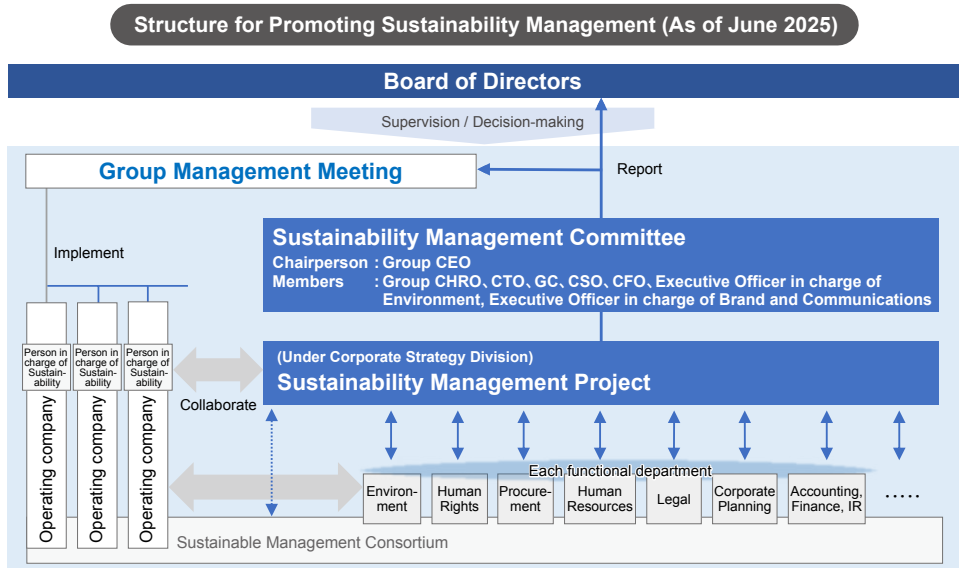 Structure for Promoting Sustainability Management (As of June 2025)
Board of Directors
Supervision / Decision-making
Group Management Meeting
Report
Implement
Sustainability Management Committee
Chairperson : Group CEO
Members : Group CHRO、CTO、GC、CSO、CFO、Executive Officer in charge of
Environment, Executive Officer in charge of Brand and Communications
(Under Corporate Strategy Division)
Sustainability Management Project
Person in
charge of
Sustain-
ability
Person in
charge of
Sustain-
ability
Person in
charge of
Sustain-
ability
Operating company
Operating company
Operating company
Collaborate
Each functional department
Environ-
ment
Human
Rights
Procure-
ment
Human
Resources
Legal
Corporate
Planning
Accounting,
Finance, IR
.....
Sustainable Management Consortium